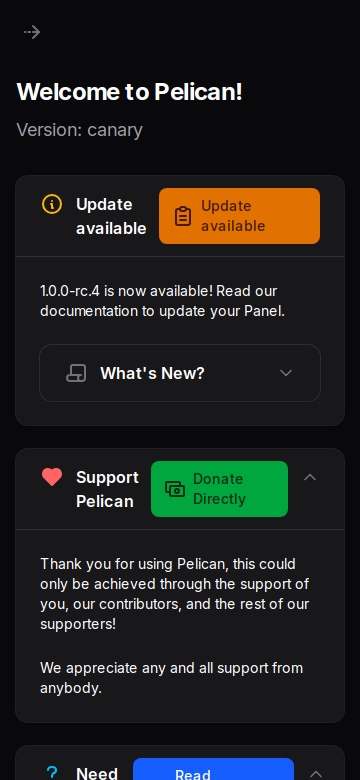 Welcome to Pelican!
Version: canary
Update
available
Update
available
1.0.0-rc.4 is now available! Read our
documentation to update your Panel.
What's New?
Support
Pelican
Donate
Directly
Thank you for using Pelican, this could
only be achieved through the support of
you, our contributors, and the rest of our
supporters!
We appreciate any and all support from
anybody.
Need
Read